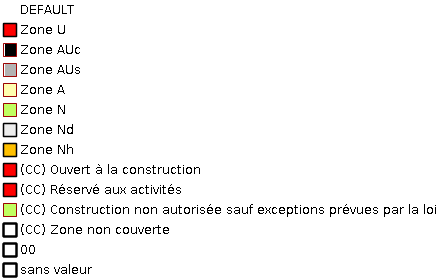 DEFAULT
Zone U
Zone AUc
Zone AUs
Zone A
Zone N
Zone Nd
Zone Nh
(CC) Ouvert à la construction
(CC) Réservé aux activités
(CC) Construction non autorisée sauf exceptions prévues par la loi
(CC) Zone non couverte
00
sans valeur